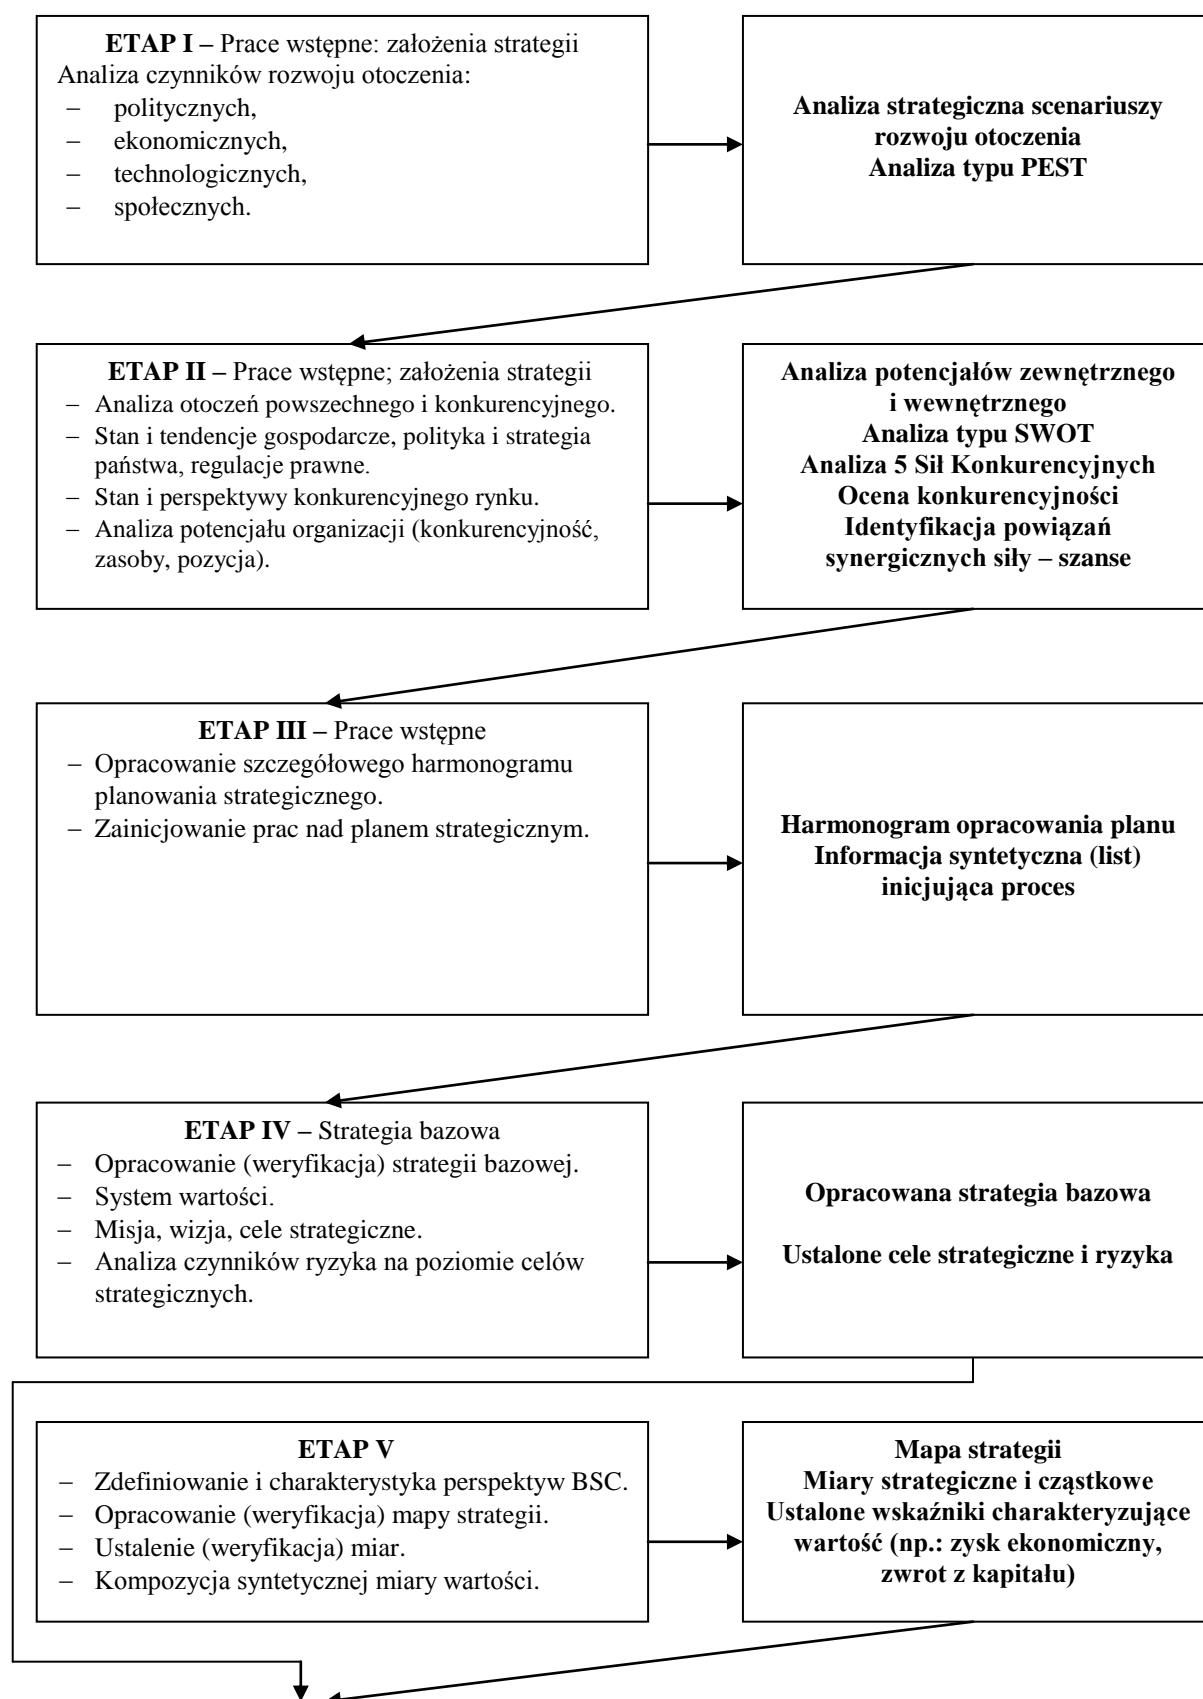 ETAP I – Prace wstępne: założenia strategii
Analiza czynników rozwoju otoczenia:
– politycznych,
– ekonomicznych,
– technologicznych,
– społecznych.
Analiza strategiczna scenariuszy
rozwoju otoczenia
Analiza typu PEST
ETAP II – Prace wstępne; założenia strategii
– Analiza otoczeń powszechnego i konkurencyjnego.
– Stan i tendencje gospodarcze, polityka i strategia
państwa, regulacje prawne.
– Stan i perspektywy konkurencyjnego rynku.
– Analiza potencjału organizacji (konkurencyjność,
zasoby, pozycja).
Analiza potencjałów zewnętrznego
i wewnętrznego
Analiza typu SWOT
Analiza 5 Sił Konkurencyjnych
Ocena konkurencyjności
Identyfikacja powiązań
synergicznych siły – szanse
ETAP III – Prace wstępne
– Opracowanie szczegółowego harmonogramu
planowania strategicznego.
– Zainicjowanie prac nad planem strategicznym.
Harmonogram opracowania planu
Informacja syntetyczna (list)
inicjująca proces
ETAP IV – Strategia bazowa
– Opracowanie (weryfikacja) strategii bazowej.
– System wartości.
– Misja, wizja, cele strategiczne.
– Analiza czynników ryzyka na poziomie celów
strategicznych.
Opracowana strategia bazowa
Ustalone cele strategiczne i ryzyka
ETAP V
– Zdefiniowanie i charakterystyka perspektyw BSC.
– Opracowanie (weryfikacja) mapy strategii.
– Ustalenie (weryfikacja) miar.
– Kompozycja syntetycznej miary wartości.
Mapa strategii
Miary strategiczne i cząstkowe
Ustalone wskaźniki charakteryzujące
wartość (np.: zysk ekonomiczny,
zwrot z kapitału)